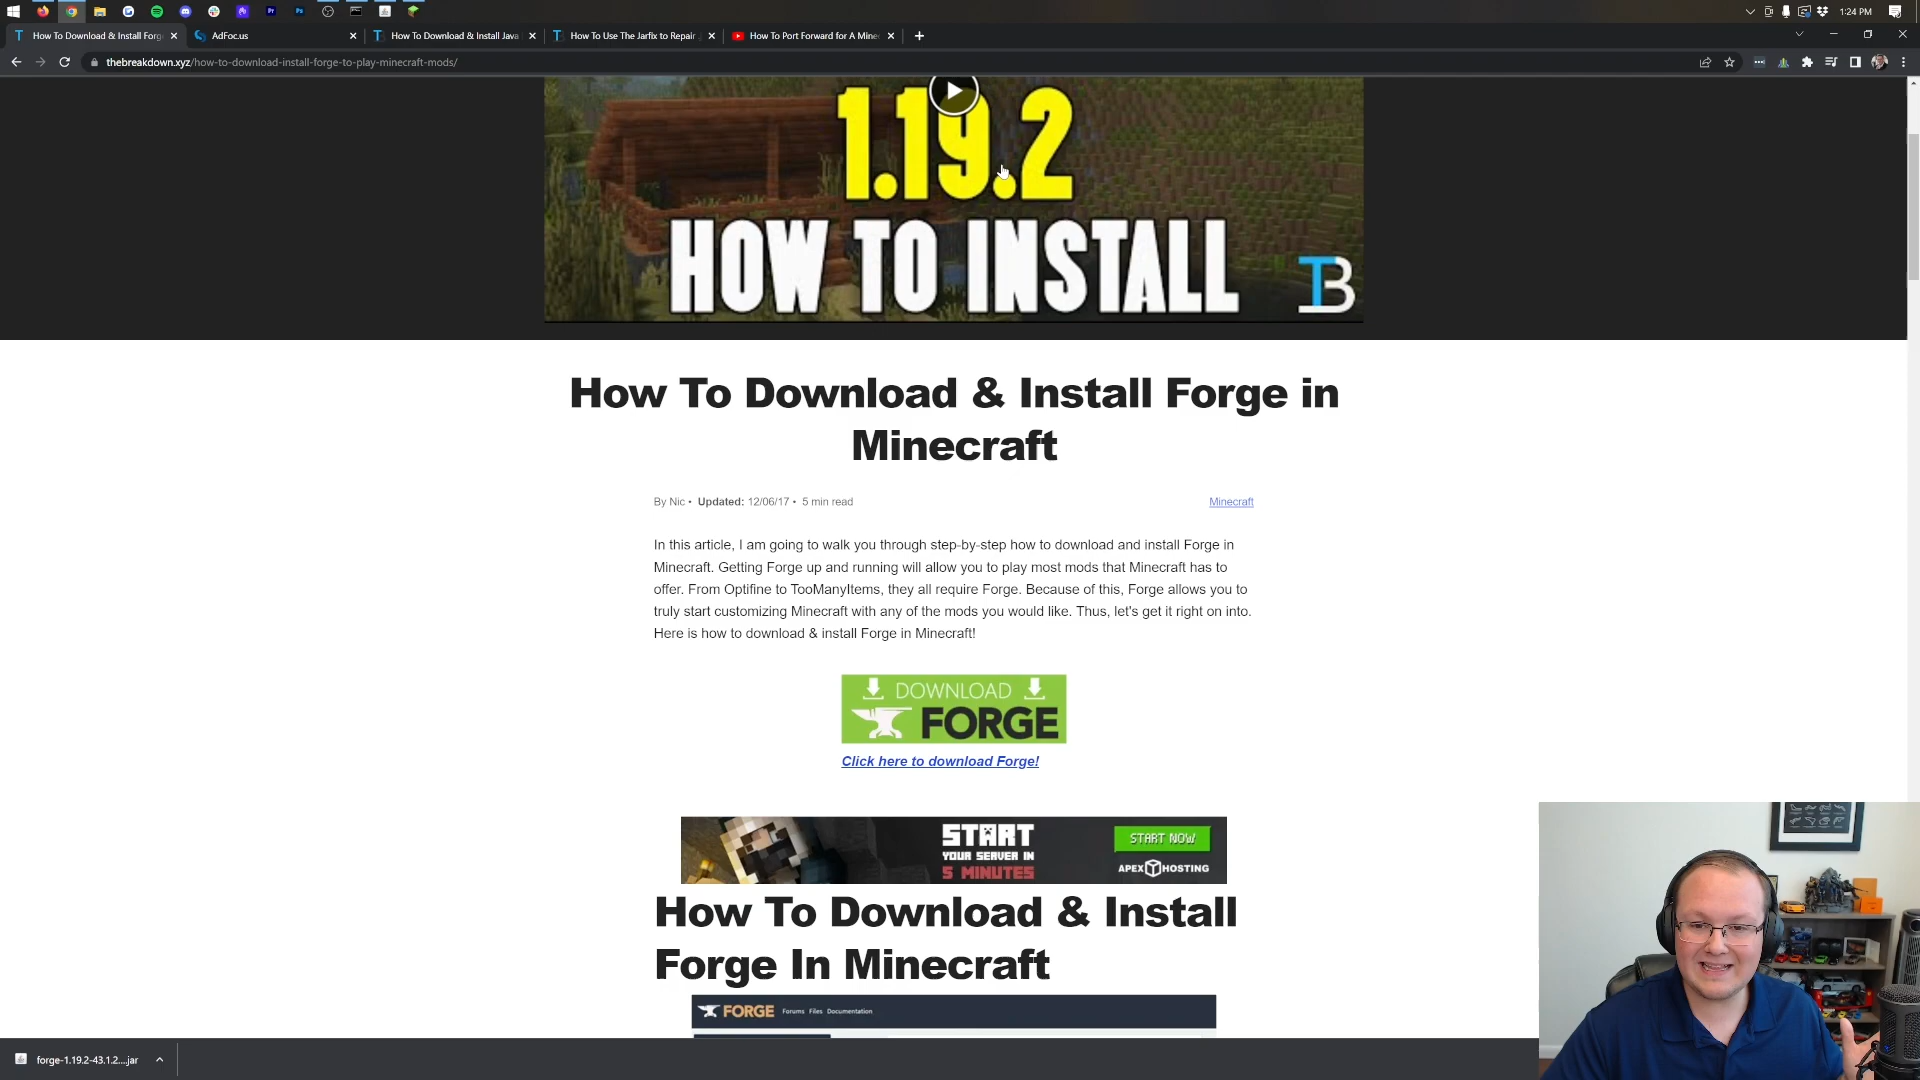 1:24 PM
How To Download & Install Forg
AdFoc.us
How To Download & Install Java
How To Use The Jarfix to Repair
How To Port Forward for A Mine
thebreakdown.xyz/how-to-download-install-forge-to-play-minecraft-mods/
1.19.2
HOW TO INSTALL
TB
How To Download & Install Forge in
Minecraft
By Nic • Updated: 12/06/17 • 5 min read
Minecraft
In this article, I am going to walk you through step-by-step how to download and install Forge in
Minecraft. Getting Forge up and running will allow you to play most mods that Minecraft has to
offer. From Optifine to TooManyItems, they all require Forge. Because of this, Forge allows you to
truly start customizing Minecraft with any of the mods you would like. Thus, let's get it right on into.
Here is how to download & install Forge in Minecraft!
DOWNLOAD
FORGE
Click here to download Forge!
START
YOUR SERVER IN
5 MINUTES
START NOW
APEX HOSTING
How To Download & Install
Forge In Minecraft
FORGE Forums Files Documentation
forge-1.19.2-43.1.2....jar